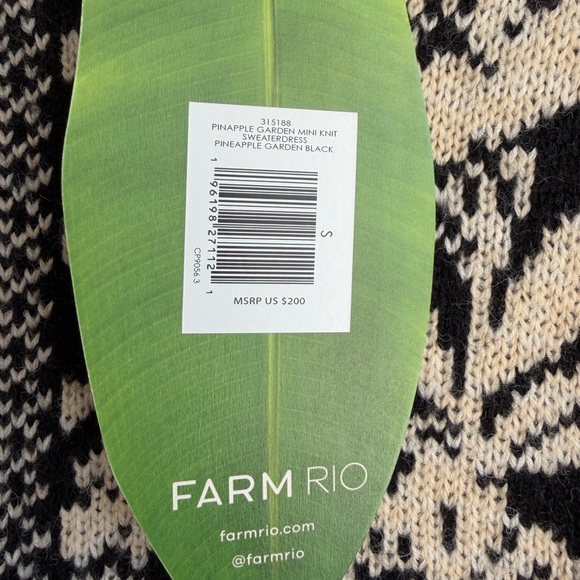 315188
PINAPPLE GARDEN MINI KNIT
SWEATERDRESS
PINEAPPLE GARDEN BLACK
1 96198 27112 1
S
CP9056 3
MSRP US $200
FARM RIO
farmrio.com
@farmrio